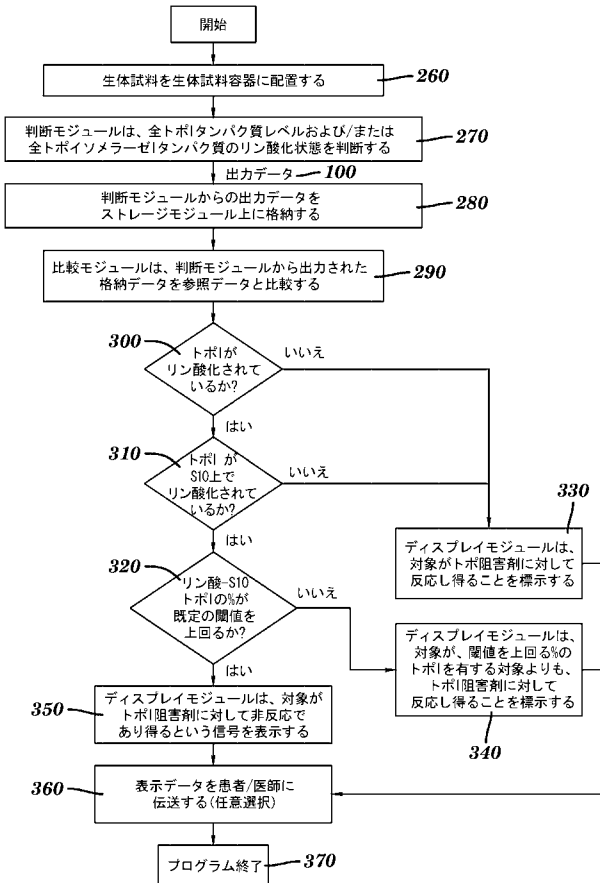 開始
生体試料を生体試料容器に配置する
260
判断モジュールは、全トポIタンパク質レベルおよび/または
全トポイソメラーゼIタンパク質のリン酸化状態を判断する
270
出力データ
100
判断モジュールからの出力データを
ストレージモジュール上に格納する
280
比較モジュールは、判断モジュールから出力された
格納データを参照データと比較する
290
300
トポIが
リン酸化されて
いるか?
いいえ
はい
310
トポI が
S10上で
リン酸化されて
いるか?
いいえ
はい
330
ディスプレイモジュールは、
対象がトポ阻害剤に対して
反応し得ることを標示する
320
リン酸-S10
トポIの%が
既定の閾値を
上回るか?
いいえ
はい
ディスプレイモジュールは、
対象が、閾値を上回る%の
トポIを有する対象よりも、
トポI阻害剤に対して
反応し得ることを標示する
340
350
ディスプレイモジュールは、対象が
トポI阻害剤に対して非反応で
あり得るという信号を表示する
360
表示データを患者/医師に
伝送する(任意選択)
プログラム終了
370